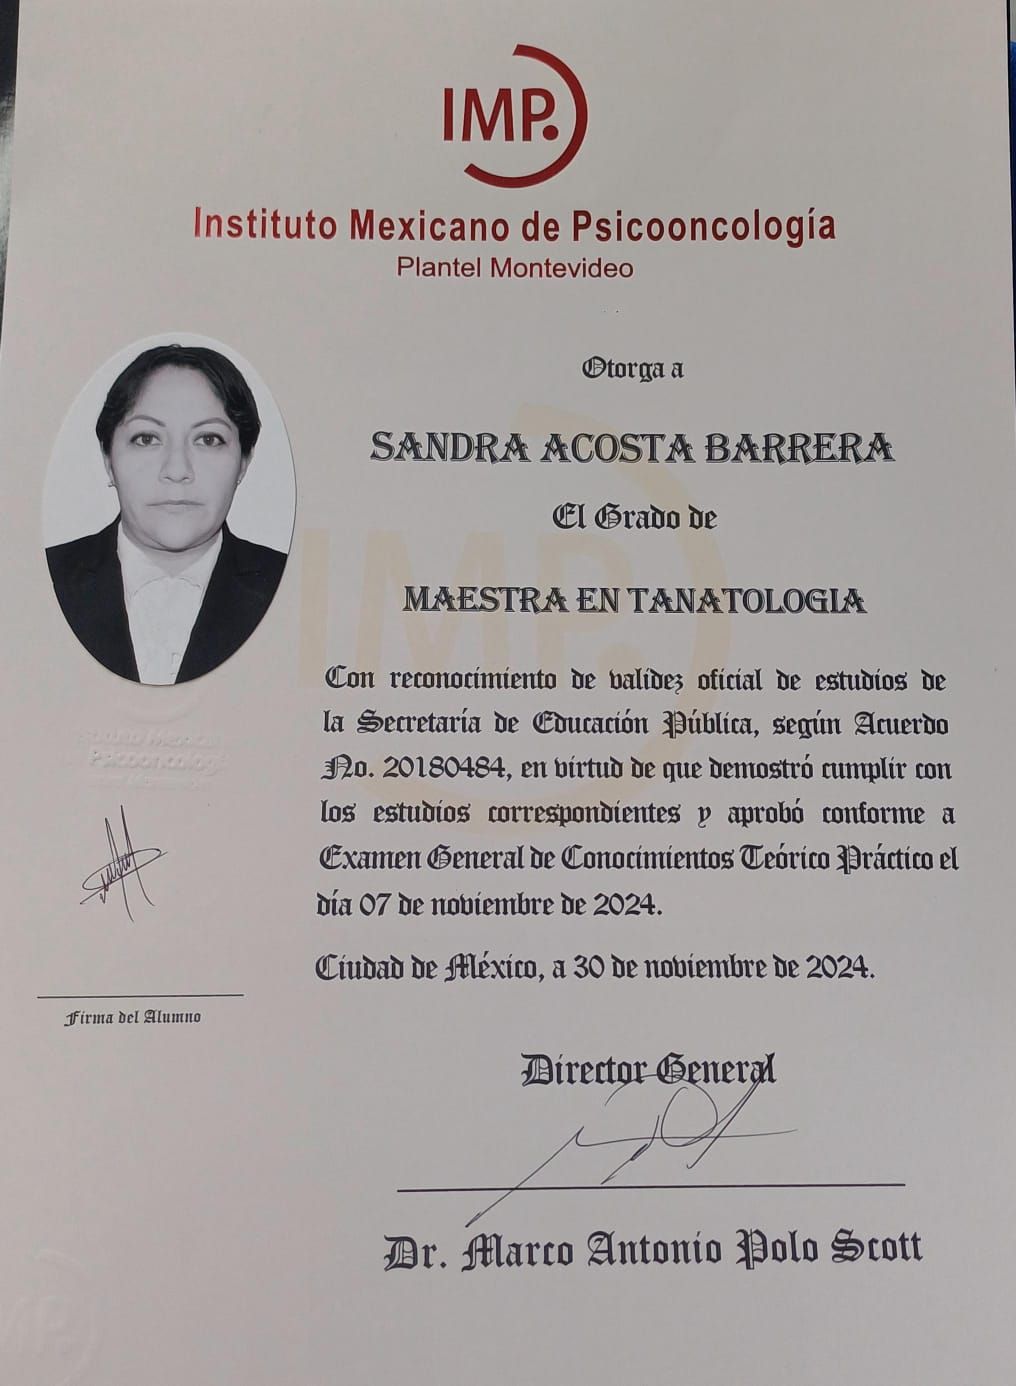 IMP.
Instituto Mexicano de Psicooncología
Plantel Montevideo
Otorga a
SANDRA ACOSTA BARRERA
El Grado de
MAESTRA EN TANATOLOGIA
Con reconocimiento de validez oficial de estudios de
la Secretaría de Educación Pública, según Acuerdo
No. 20180484, en virtud de que demostró cumplir con
los estudios correspondientes y aprobó conforme a
Examen General de Conocimientos Teórico Práctico el
día 07 de noviembre de 2024.
Ciudad de México, a 30 de noviembre de 2024.
Firma del Alumno
Director General
Dr. Marco Antonio Polo Scott